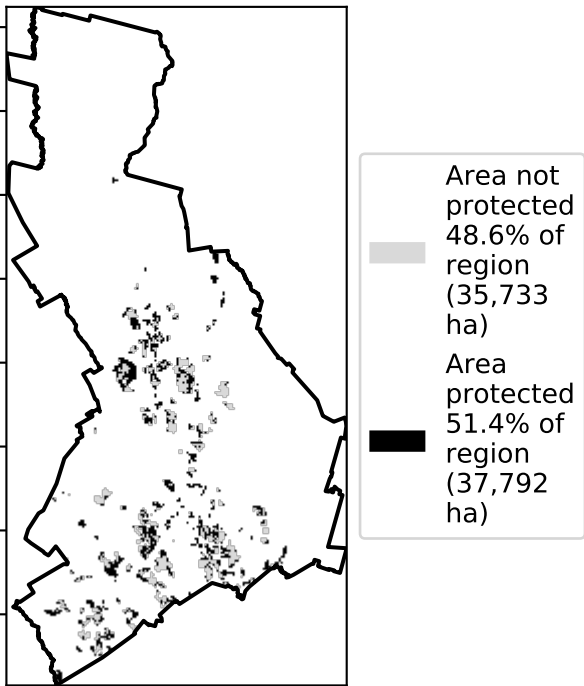 Area not
protected
48.6% of
region
(35,733
ha)
Area
protected
51.4% of
region
(37,792
ha)